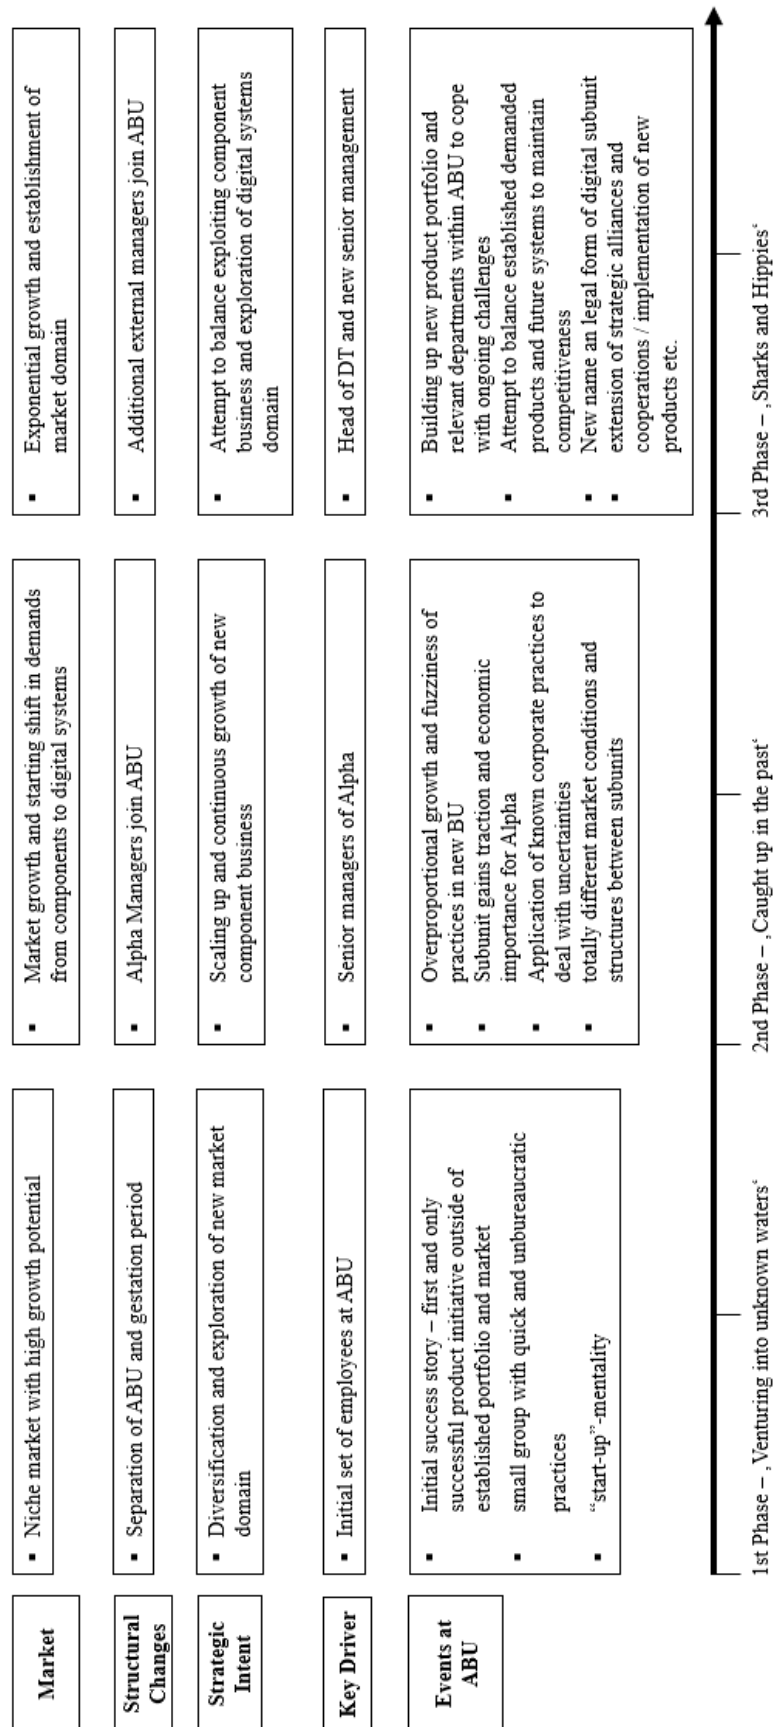 Market
▪ Niche market with high growth potential
▪ Market growth and starting shift in demands
from components to digital systems
▪ Exponential growth and establishment of
market domain
Structural
Changes
▪ Separation of ABU and gestation period
▪ Alpha Managers join ABU
▪ Additional external managers join ABU
Strategic
Intent
▪ Diversification and exploration of new market
domain
▪ Scaling up and continuous growth of new
component business
▪ Attempt to balance exploiting component
business and exploration of digital systems
domain
Key Driver
▪ Initial set of employees at ABU
▪ Senior managers of Alpha
▪ Head of DT and new senior management
Events at
ABU
▪ Initial success story – first and only
successful product initiative outside of
established portfolio and market
▪ small group with quick and unbureaucratic
practices
▪ “start-up”-mentality
▪ Overproportional growth and fuzziness of
practices in new BU
▪ Subunit gains traction and economic
importance for Alpha
▪ Application of known corporate practices to
deal with uncertainties
▪ totally different market conditions and
structures between subunits
▪ Building up new product portfolio and
relevant departments within ABU to cope
with ongoing challenges
▪ Attempt to balance established demanded
products and future systems to maintain
competitiveness
▪ New name an legal form of digital subunit
▪ extension of strategic alliances and
cooperations / implementation of new
products etc.
1st Phase – ‚Venturing into unknown waters‘
2nd Phase – ‚Caught up in the past‘
3rd Phase – ‚Sharks and Hippies‘